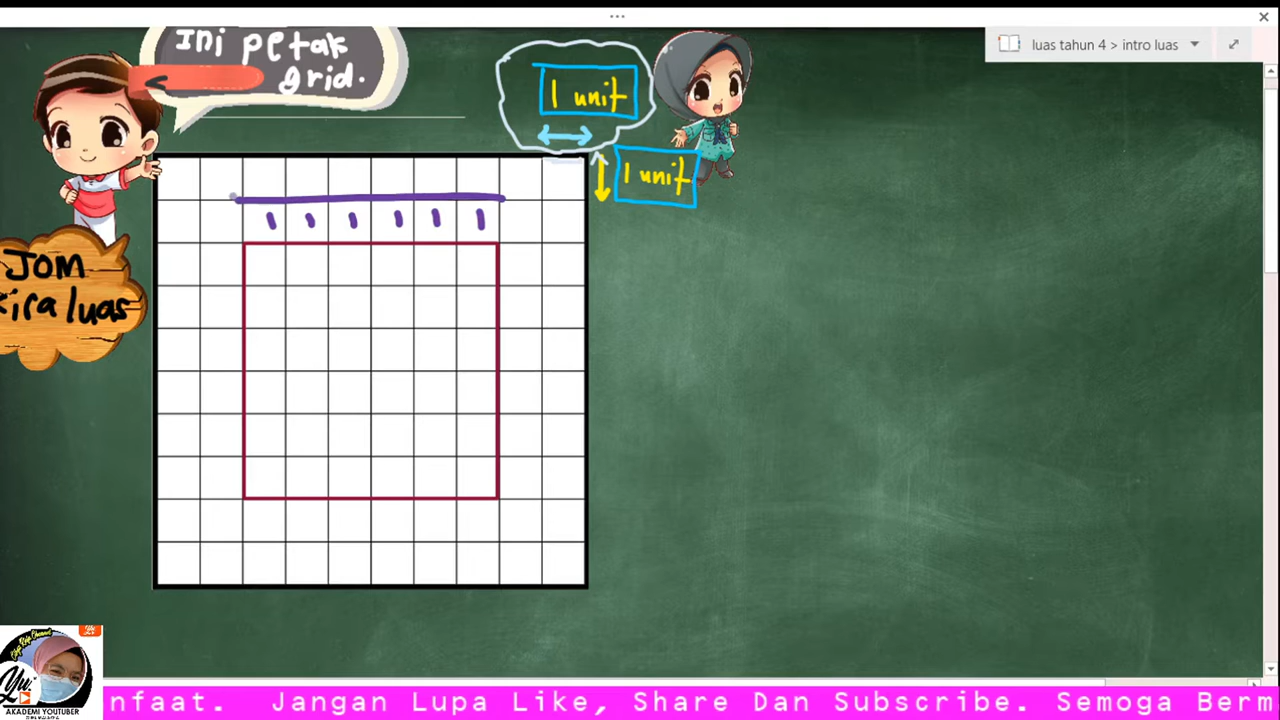 luas tahun 4 > intro luas
Ini petak
grid.
1 unit
1 unit
JOM
kira luas
AKADEMI YOUTUBER
nfaat. Jangan Lupa Like, Share Dan Subscribe. Semoga Berm